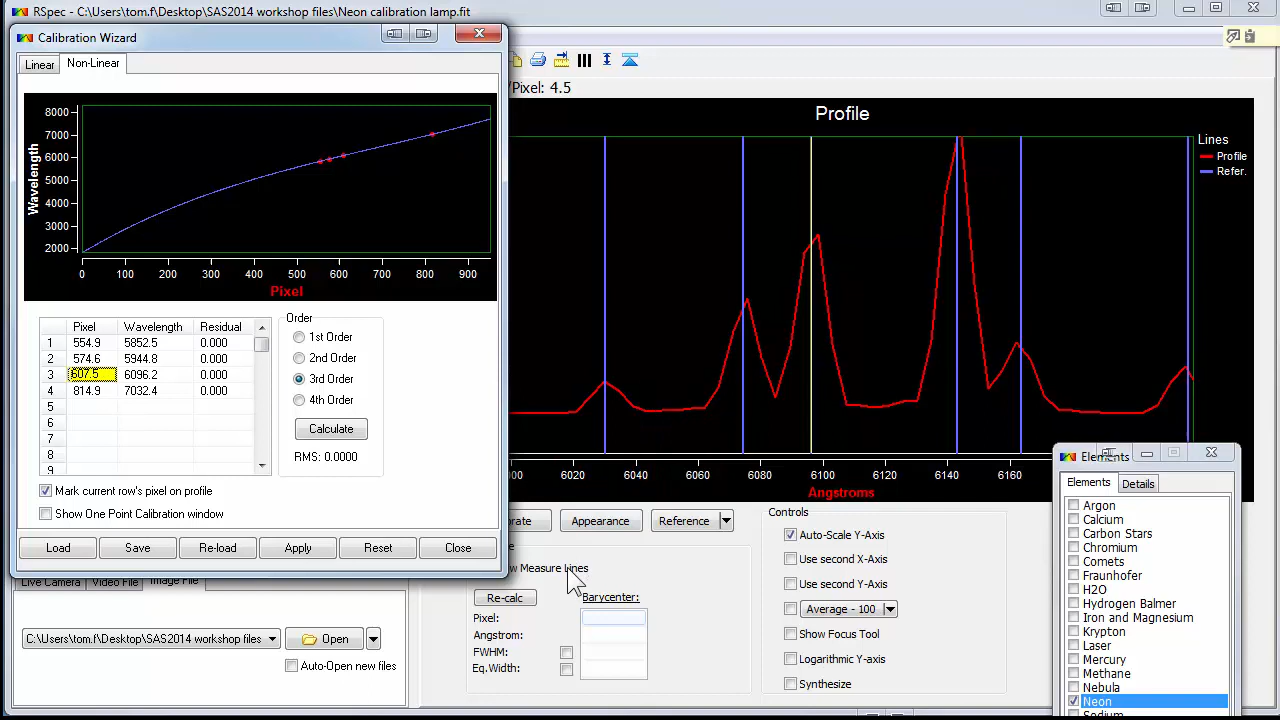 RSpec - C:\Users\tom.f\Desktop\SAS2014 workshop files\Neon calibration lamp.fit
Calibration Wizard
Linear
Non-Linear
8000
7000
6000
5000
4000
3000
2000
Wavelength
0 100 200 300 400 500 600 700 800 900
Pixel
Pixel Wavelength Residual
1 554.9 5852.5 0.000
2 574.6 5944.8 0.000
3 607.5 6096.2 0.000
4 814.9 7032.4 0.000
5
6
7
8
9
Order
1st Order
2nd Order
3rd Order
4th Order
Calculate
RMS: 0.0000
Mark current row's pixel on profile
Show One Point Calibration window
Load Save Re-load Apply Reset Close
/Pixel: 4.5
Profile
Lines
Profile
Refer.
6020 6040 6060 6080 6100 6120 6140 6160
Angstroms
Appearance
Reference
Measure Lines
Re-calc
Barycenter:
Pixel:
Angstrom:
FWHM:
Eq.Width:
Controls
Auto-Scale Y-Axis
Use second X-Axis
Use second Y-Axis
Average - 100
Show Focus Tool
Logarithmic Y-axis
Synthesize
Live Camera Video File Image File
C:\Users\tom.f\Desktop\SAS2014 workshop files
Open
Auto-Open new files
Elements
Elements
Details
Argon
Calcium
Carbon Stars
Chromium
Comets
Fraunhofer
H2O
Hydrogen Balmer
Iron and Magnesium
Krypton
Laser
Mercury
Methane
Nebula
Neon
Sodium